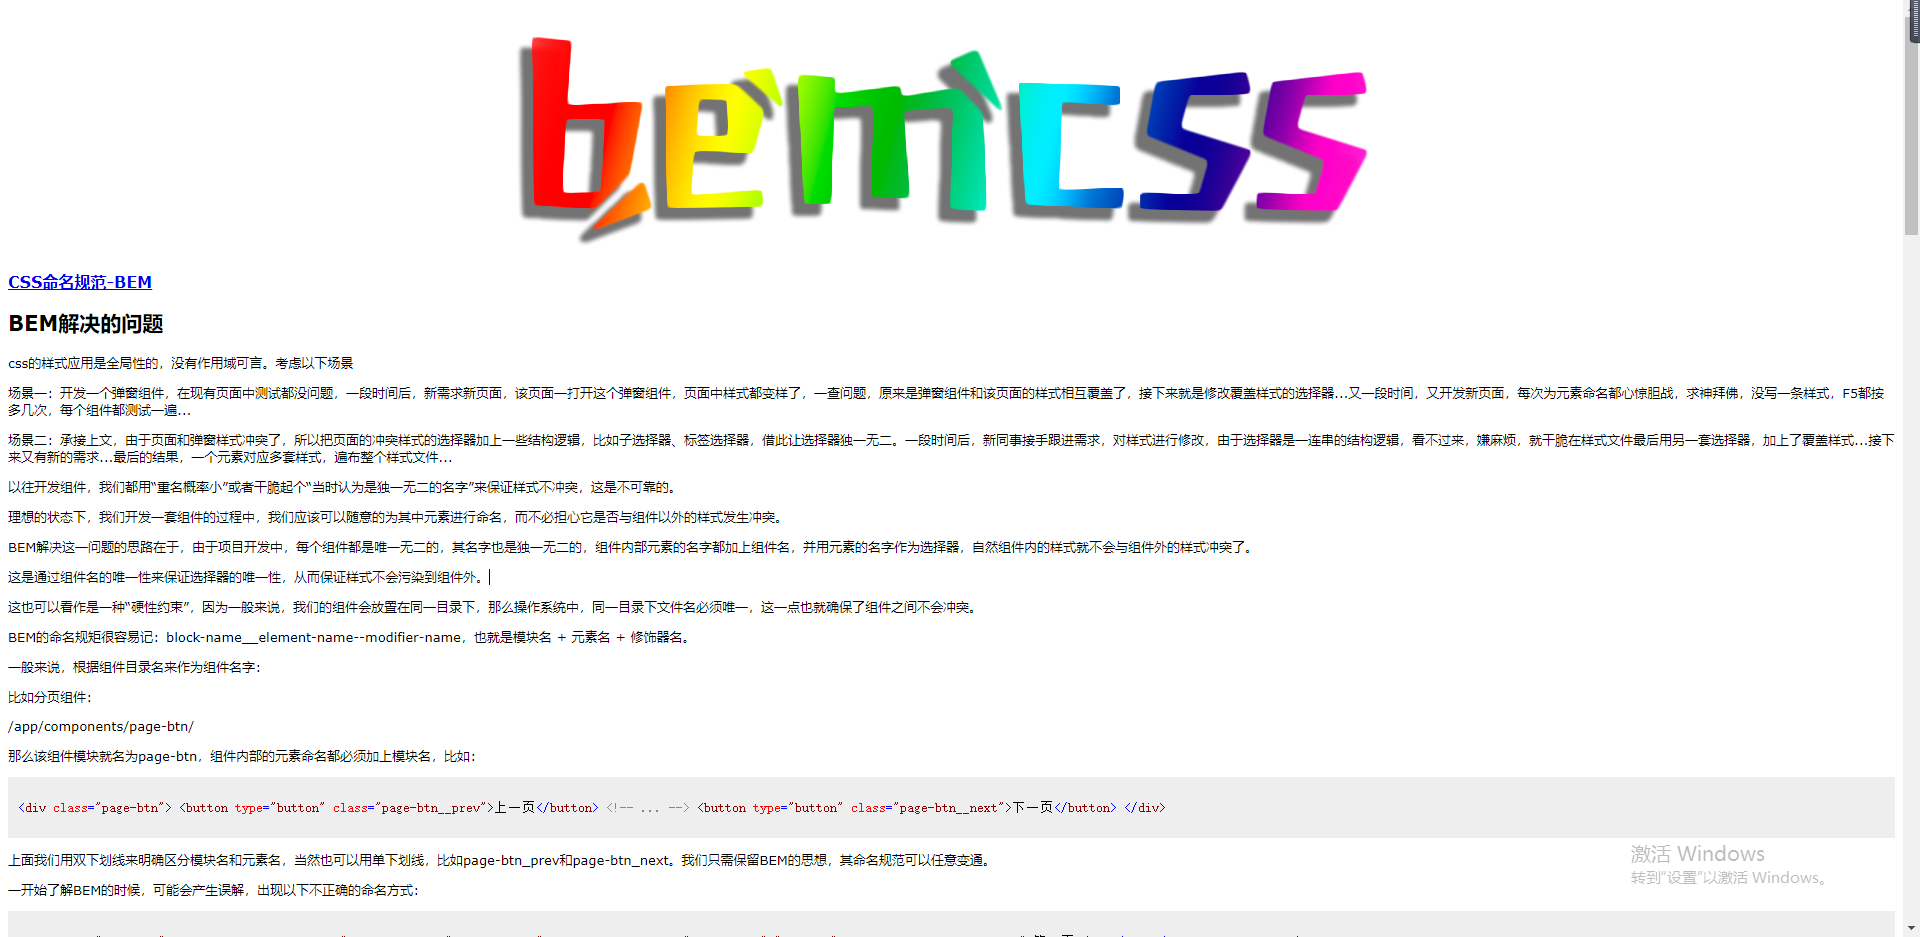 bemcss
CSS命名规范-BEM
BEM解决的问题
css的样式应用是全局性的，没有作用域可言。考虑以下场景
场景一：开发一个弹窗组件，在现有页面中测试都没问题，一段时间后，新需求新页面，该页面一打开这个弹窗组件，页面中样式都变样了，一查问题，原来是弹窗组件和该页面的样式相互覆盖了，接下来就是修改覆盖样式的选择器...又一段时间，又开发新页面，每次为元素命名都心惊胆战，求神拜佛，没写一条样式，F5都按
多几次，每个组件都测试一遍...
场景二：承接上文，由于页面和弹窗样式冲突了，所以把页面的冲突样式的选择器加上一些结构逻辑，比如子选择器、标签选择器，借此让选择器独一无二。一段时间后，新同事接手跟进需求，对样式进行修改，由于选择器是一连串的结构逻辑，看不过来，嫌麻烦，就干脆在样式文件最后用另一套选择器，加上了覆盖样式...接下
来又有新的需求...最后的结果，一个元素对应多套样式，遍布整个样式文件...
以往开发组件，我们都用“重名概率小”或者干脆起个“当时认为是独一无二的名字”来保证样式不冲突，这是不可靠的。
理想的状态下，我们开发一套组件的过程中，我们应该可以随意的为其中元素进行命名，而不必担心它是否与组件以外的样式发生冲突。
BEM解决这一问题的思路在于，由于项目开发中，每个组件都是唯一无二的，其名字也是独一无二的，组件内部元素的名字都加上组件名，并用元素的名字作为选择器，自然组件内的样式就不会与组件外的样式冲突了。
这是通过组件名的唯一性来保证选择器的唯一性，从而保证样式不会污染到组件外。
这也可以看作是一种“硬性约束”，因为一般来说，我们的组件会放置在同一目录下，那么操作系统中，同一目录下文件名必须唯一，这一点也就确保了组件之间不会冲突。
BEM的命名规矩很容易记：block-name__element-name--modifier-name，也就是模块名 + 元素名 + 修饰器名。
一般来说，根据组件目录名来作为组件名字：
比如分页组件：
/app/components/page-btn/
那么该组件模块就名为page-btn，组件内部的元素命名都必须加上模块名，比如：
<div class="page-btn"> <button type="button" class="page-btn__prev">上一页</button> <!-- ... --> <button type="button" class="page-btn__next">下一页</button> </div>
上面我们用双下划线来明确区分模块名和元素名，当然也可以用单下划线，比如page-btn_prev和page-btn_next。我们只需保留BEM的思想，其命名规范可以任意变通。
一开始了解BEM的时候，可能会产生误解，出现以下不正确的命名方式：
激活 Windows
转到“设置”以激活 Windows。